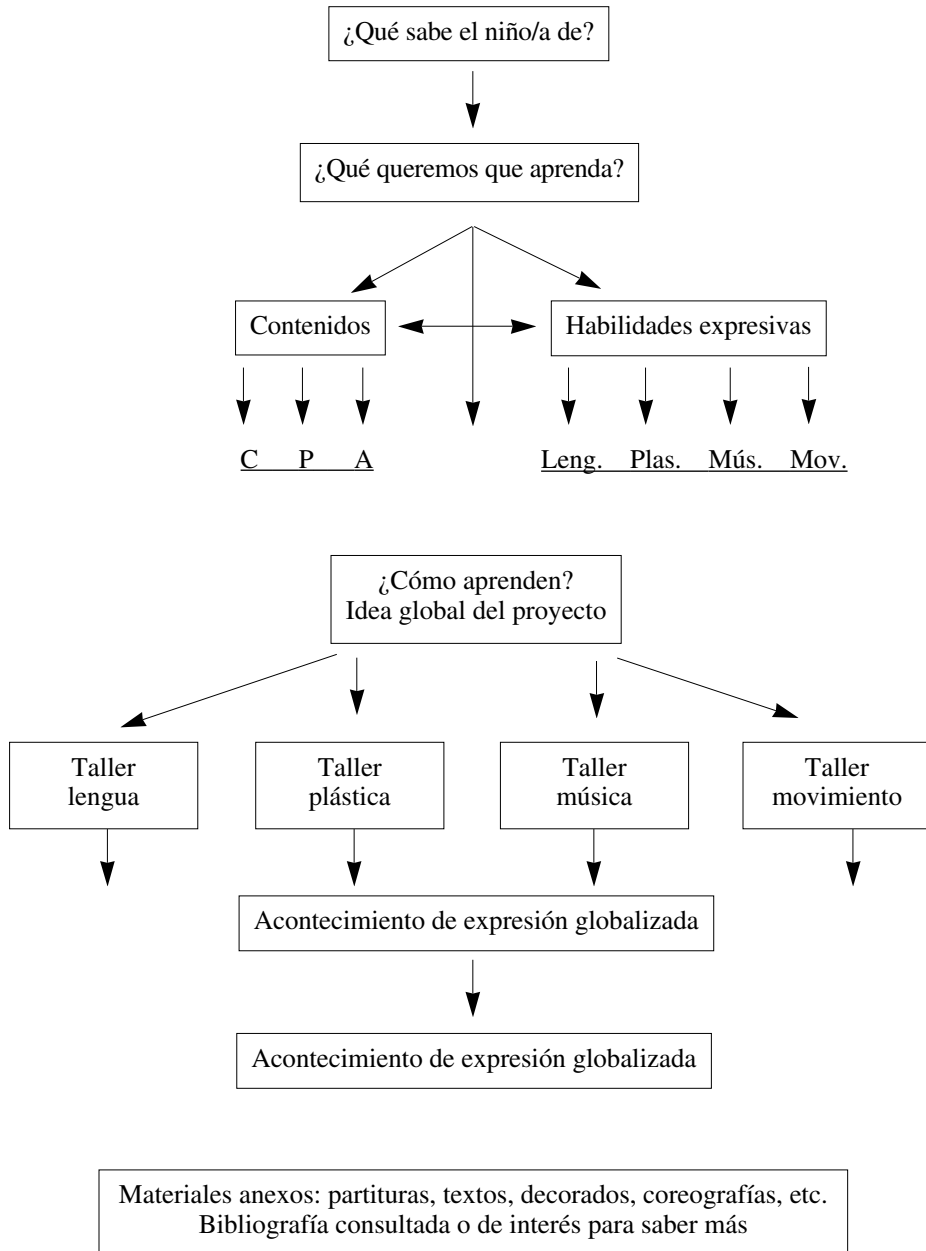 ¿Qué sabe el niño/a de?
¿Qué queremos que aprenda?
Contenidos
Habilidades expresivas
C P A
Leng. Plas. Mús. Mov.
¿Cómo aprenden?
Idea global del proyecto
Taller
lengua
Taller
plástica
Taller
música
Taller
movimiento
Acontecimiento de expresión globalizada
Acontecimiento de expresión globalizada
Materiales anexos: partituras, textos, decorados, coreografías, etc.
Bibliografía consultada o de interés para saber más